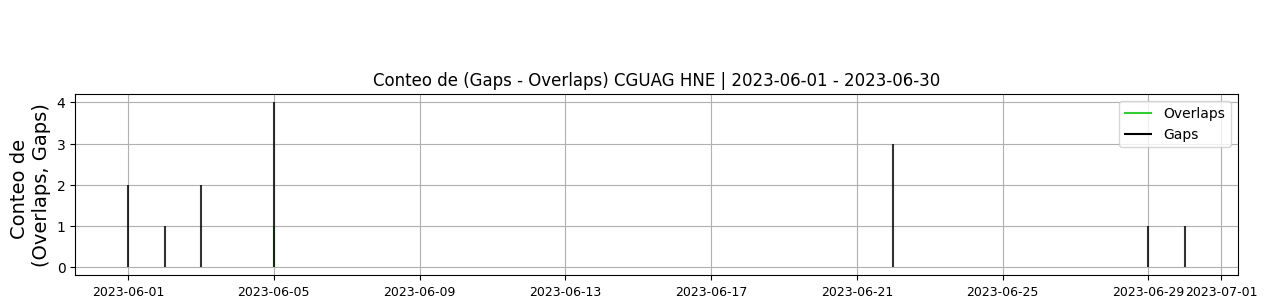 Conteo de (Gaps - Overlaps) CGUAG HNE | 2023-06-01 - 2023-06-30
Conteo de
(Overlaps, Gaps)
4
3
2
1
0
Overlaps
Gaps
2023-06-01 2023-06-05 2023-06-09 2023-06-13 2023-06-17 2023-06-21 2023-06-25 2023-06-29 2023-07-01